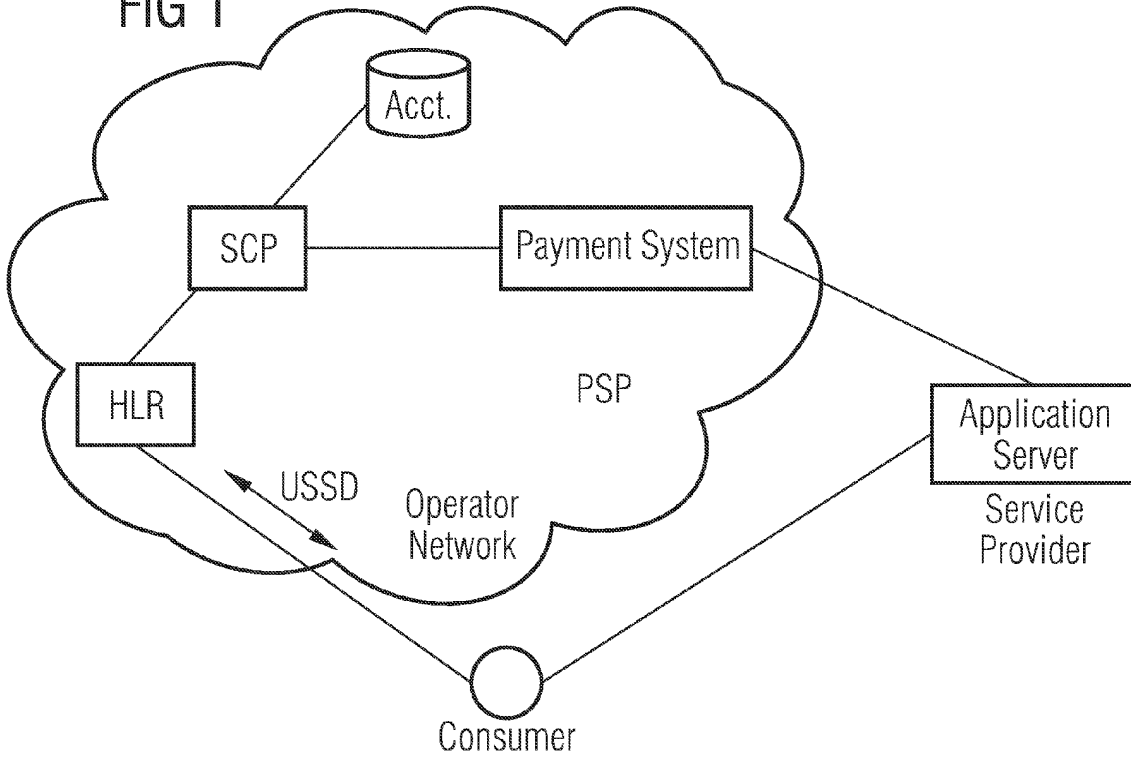 FIG 1
Acct.
SCP
Payment System
HLR
PSP
Application
Server
USSD
Operator
Network
Service
Provider
Consumer